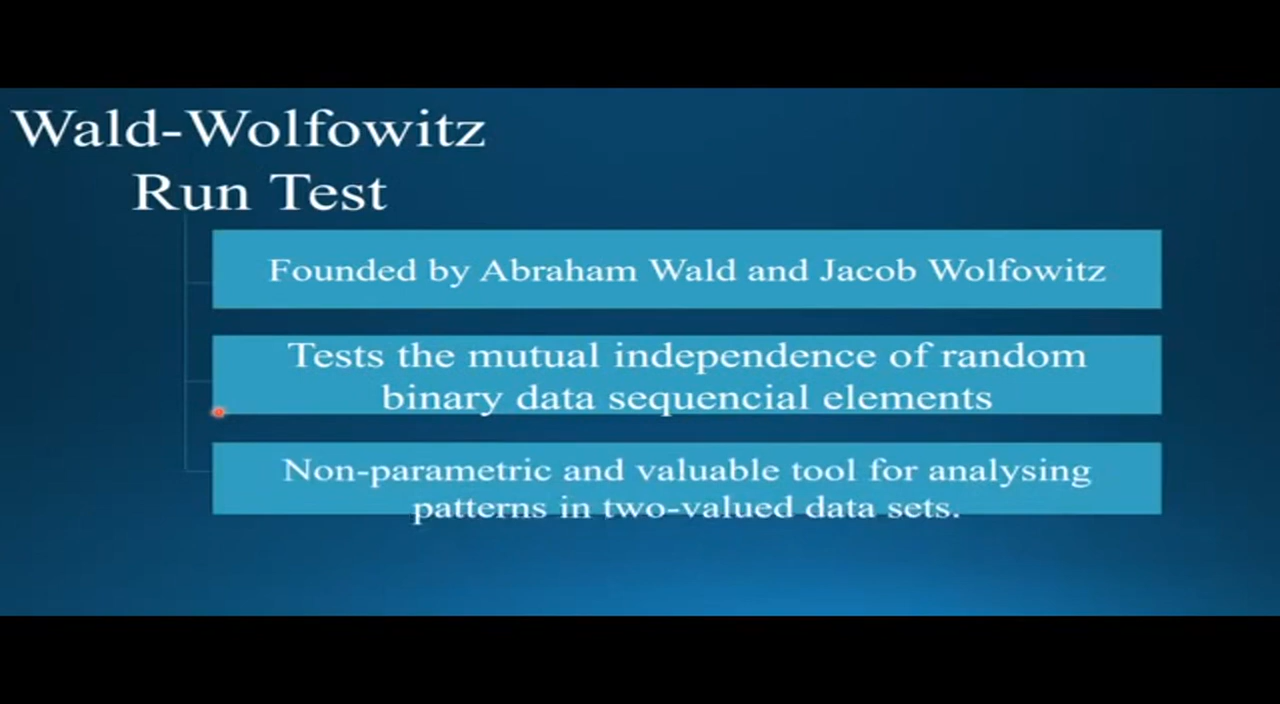 Wald-Wolfowitz
Run Test
Founded by Abraham Wald and Jacob Wolfowitz
Tests the mutual independence of random
binary data sequencial elements
Non-parametric and valuable tool for analysing
patterns in two-valued data sets.